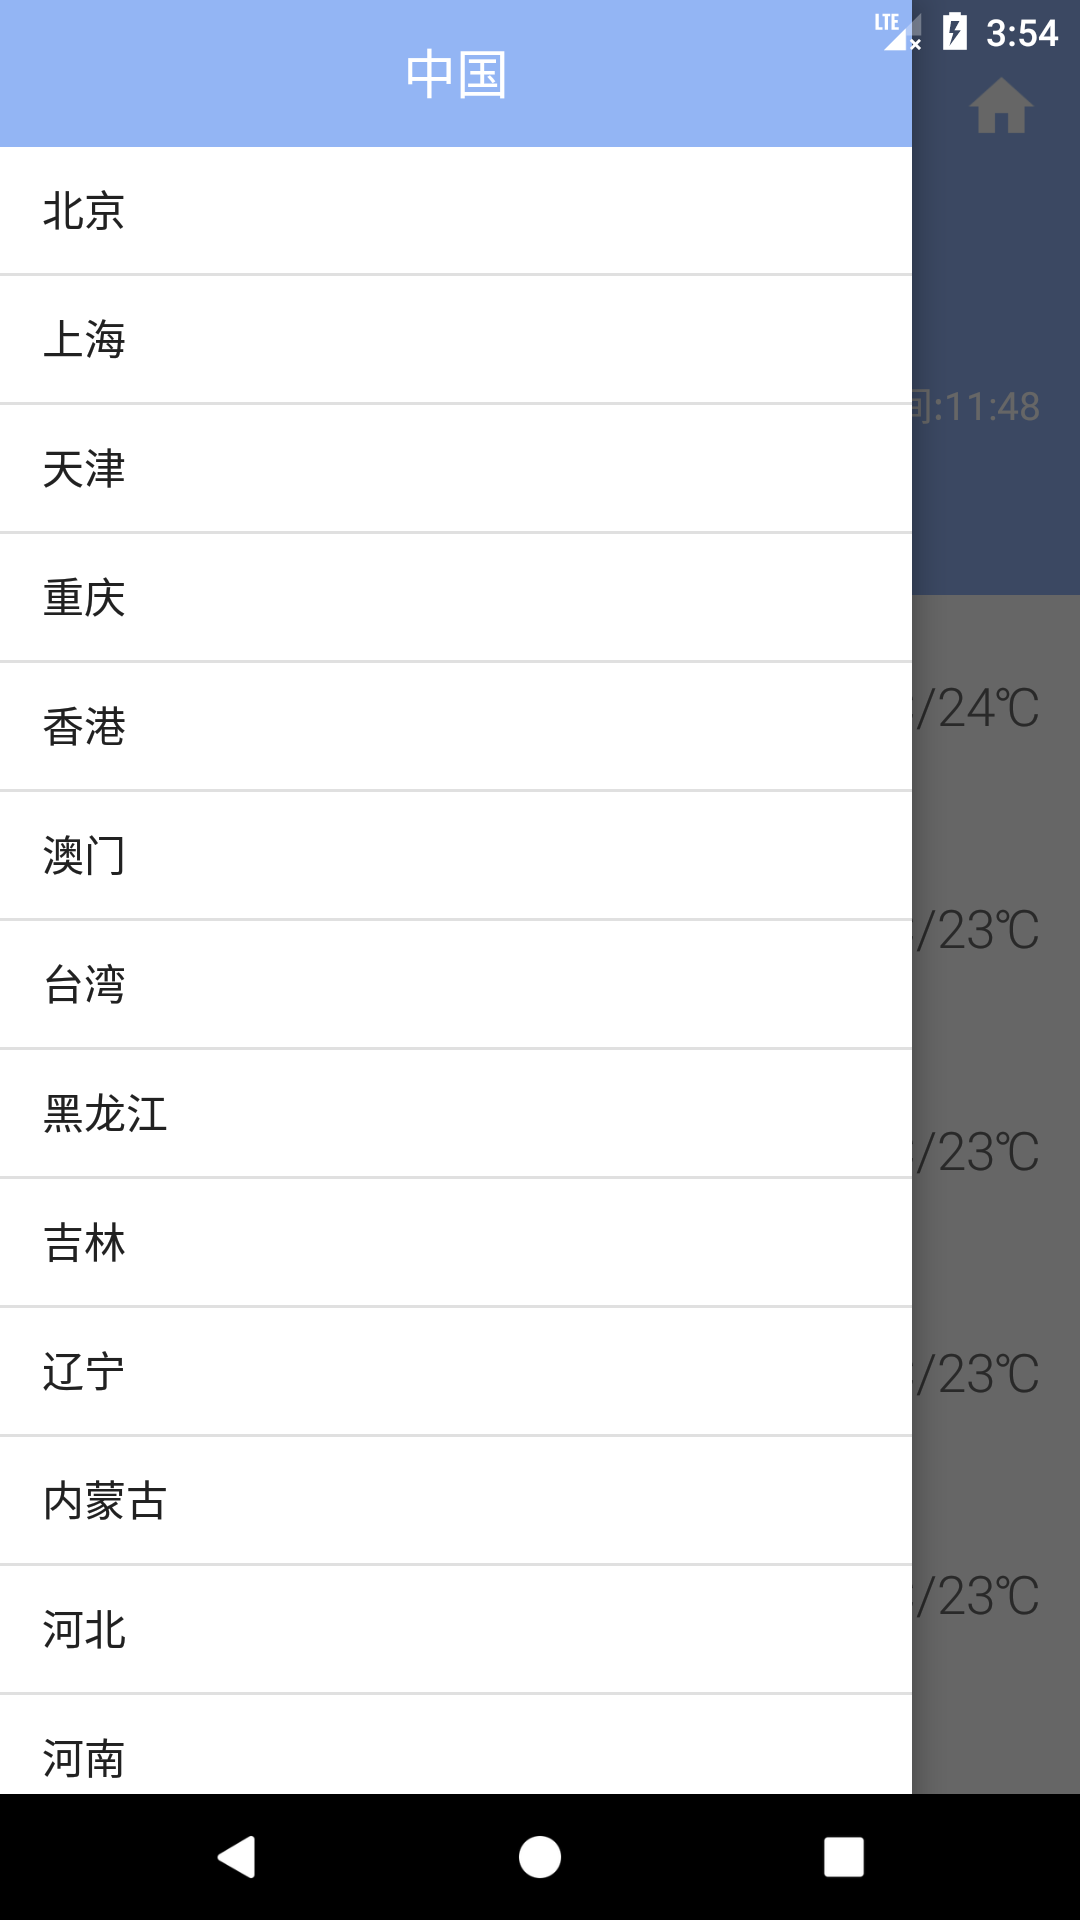 LTE 3:54
中国
北京
上海
间:11:48
天津
重庆
/24℃
香港
澳门
/23℃
台湾
黑龙江
/23℃
吉林
辽宁
/23℃
内蒙古
河北
/23℃
河南